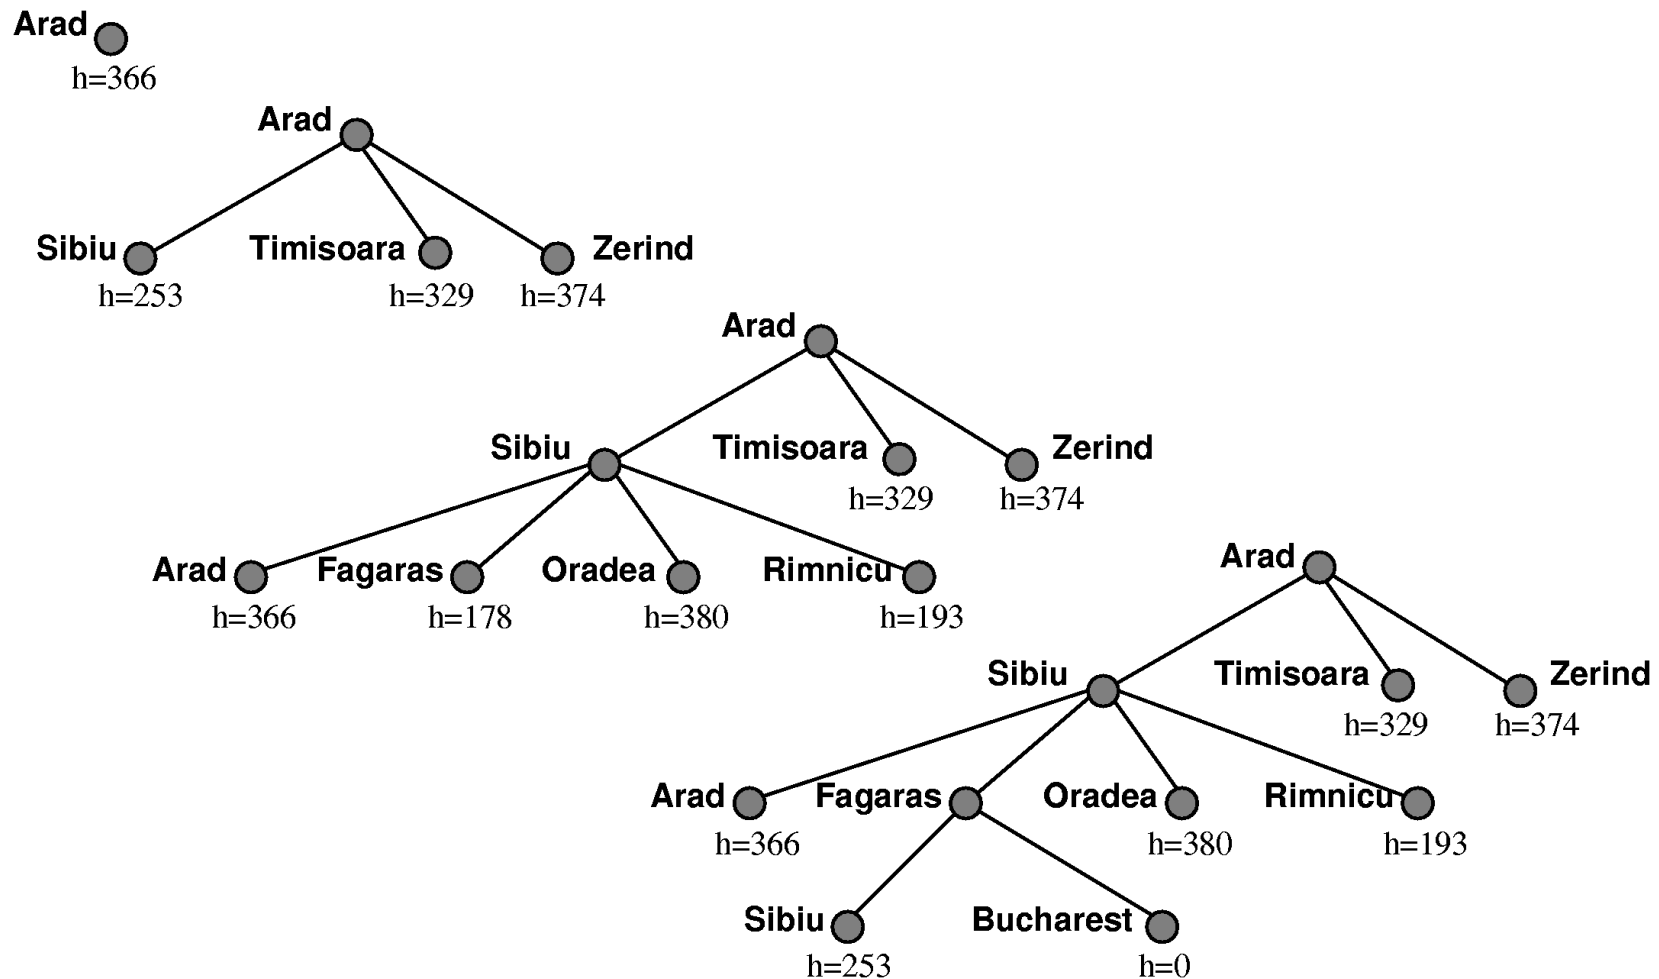 Arad
h=366
Arad
Sibiu Timisoara Zerind
h=253 h=329 h=374
Arad
Sibiu Timisoara Zerind
h=329 h=374
Arad Fagaras Oradea Rimnicu
h=366 h=178 h=380 h=193
Arad
Sibiu Timisoara Zerind
h=329 h=374
Arad Fagaras Oradea Rimnicu
h=366 h=380 h=193
Sibiu Bucharest
h=253 h=0